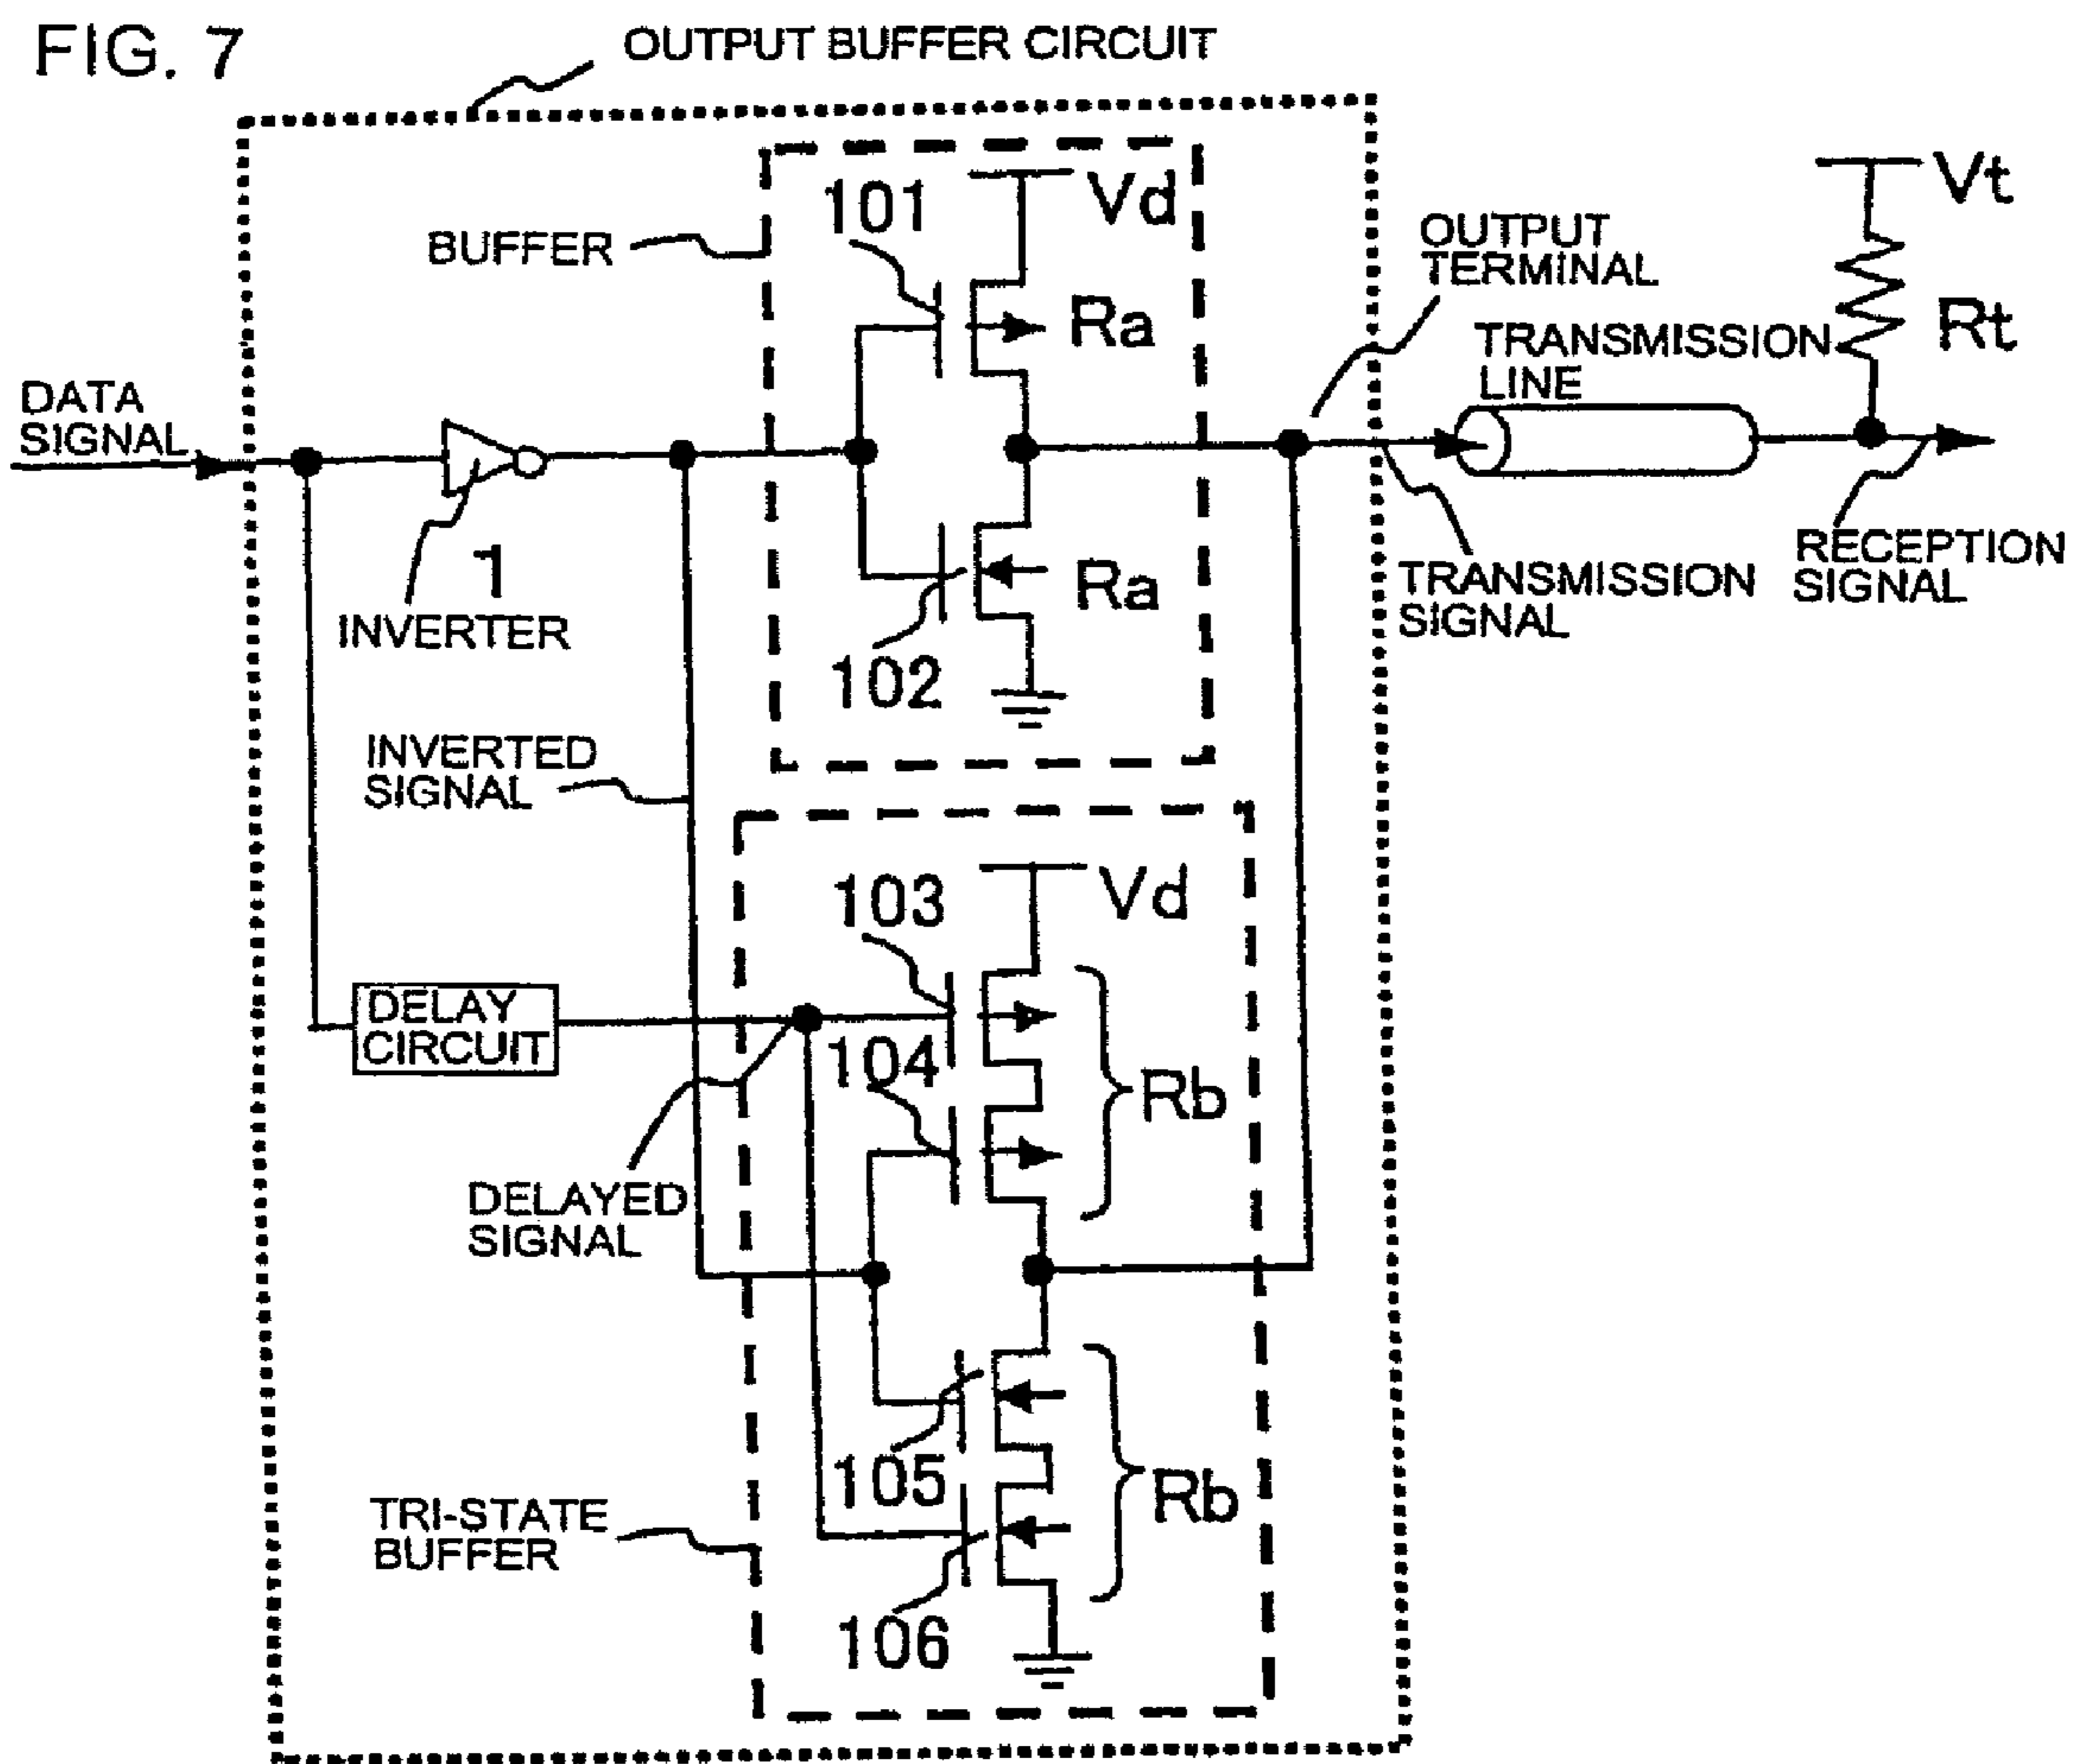 FIG. 7
OUTPUT BUFFER CIRCUIT
Vd
Vt
101
BUFFER
OUTPUT
TERMINAL
Ra
Rt
TRANSMISSION
LINE
DATA
SIGNAL
1
INVERTER
Ra
102
TRANSMISSION
SIGNAL
RECEPTION
SIGNAL
INVERTED
SIGNAL
Vd
103
DELAY
CIRCUIT
104
Rb
DELAYED
SIGNAL
105
Rb
TRI-STATE
BUFFER
106